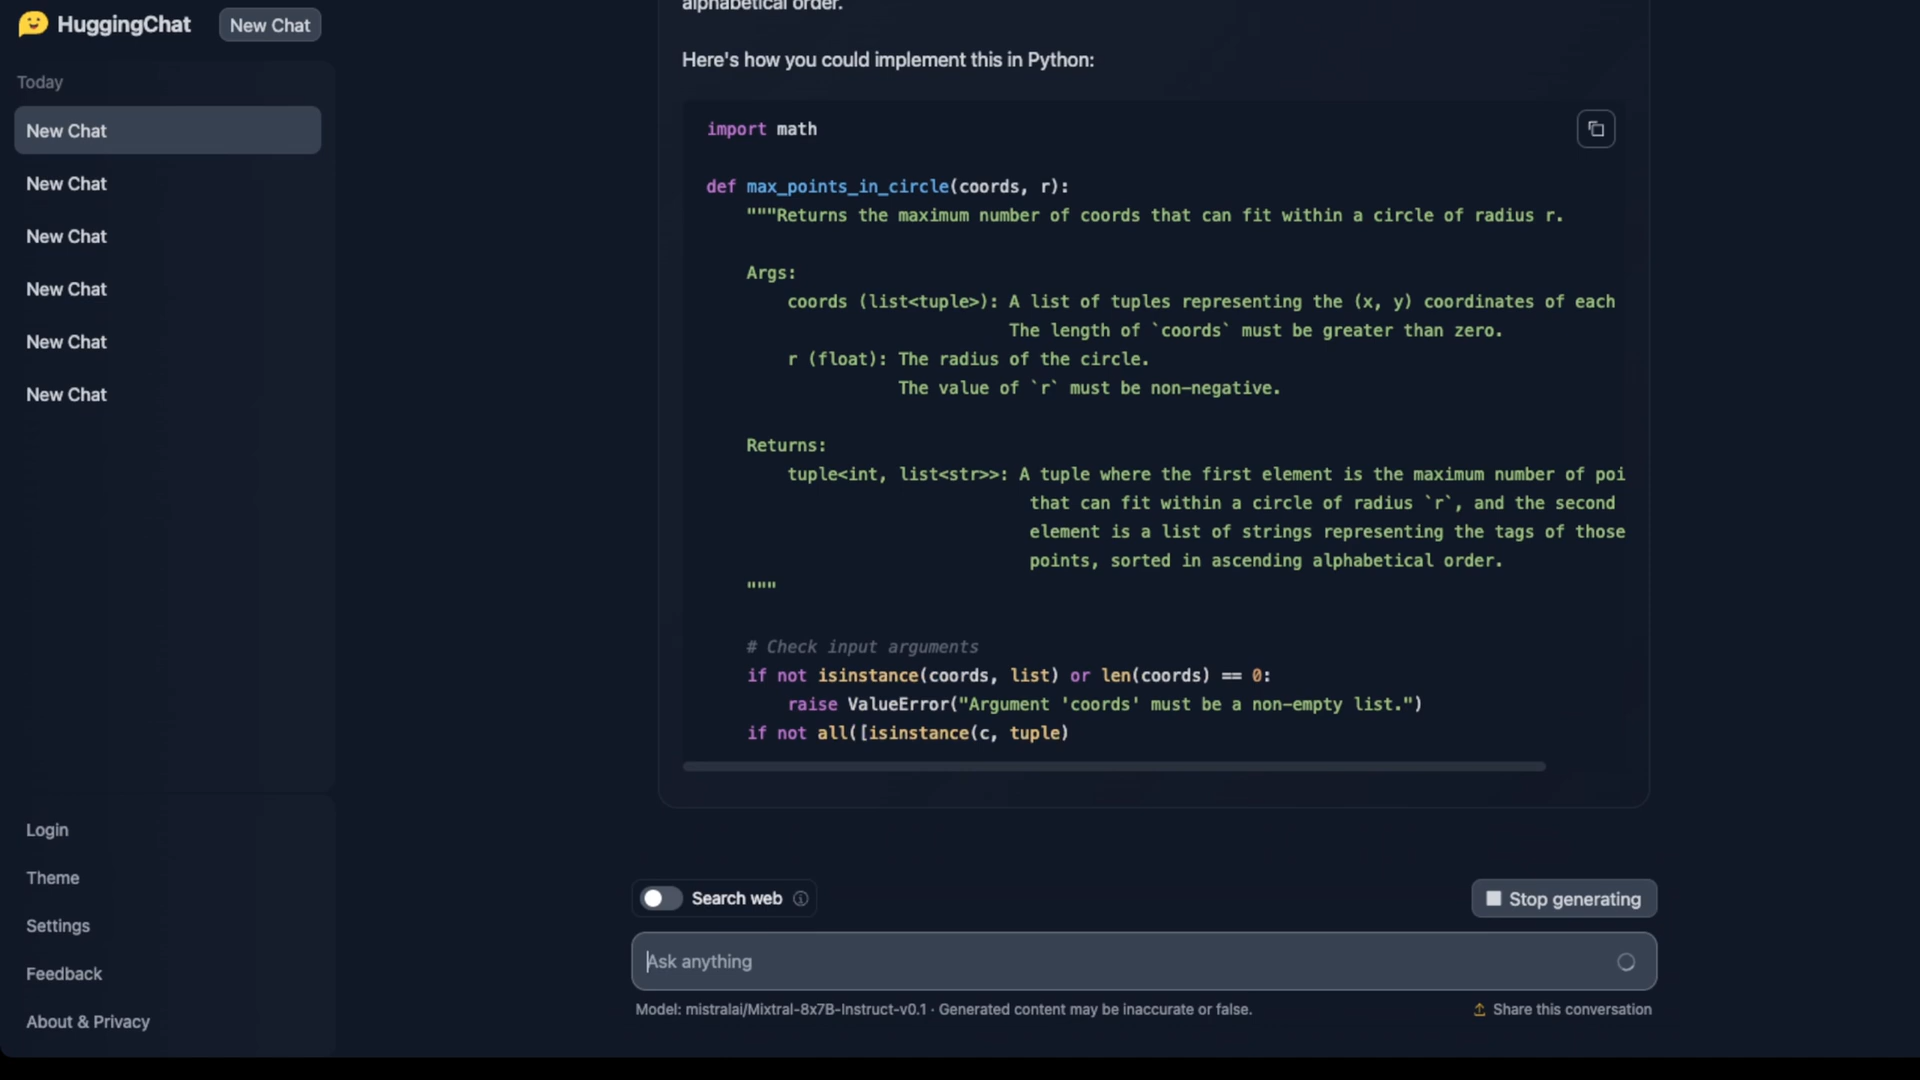 HuggingChat
New Chat
Today
New Chat
New Chat
New Chat
New Chat
New Chat
New Chat
Login
Theme
Settings
Feedback
About & Privacy
alphabetical order.
Here's how you could implement this in Python:
import math
def max_points_in_circle(coords, r):
"""Returns the maximum number of coords that can fit within a circle of radius r.
Args:
coords (list<tuple>): A list of tuples representing the (x, y) coordinates of each
The length of `coords` must be greater than zero.
r (float): The radius of the circle.
The value of `r` must be non-negative.
Returns:
tuple<int, list<str>>: A tuple where the first element is the maximum number of poi
that can fit within a circle of radius `r`, and the second
element is a list of strings representing the tags of those
points, sorted in ascending alphabetical order.
"""
# Check input arguments
if not isinstance(coords, list) or len(coords) == 0:
raise ValueError("Argument 'coords' must be a non-empty list.")
if not all([isinstance(c, tuple)
Search web
Stop generating
Ask anything
Model: mistralai/Mixtral-8x7B-Instruct-v0.1 · Generated content may be inaccurate or false.
Share this conversation